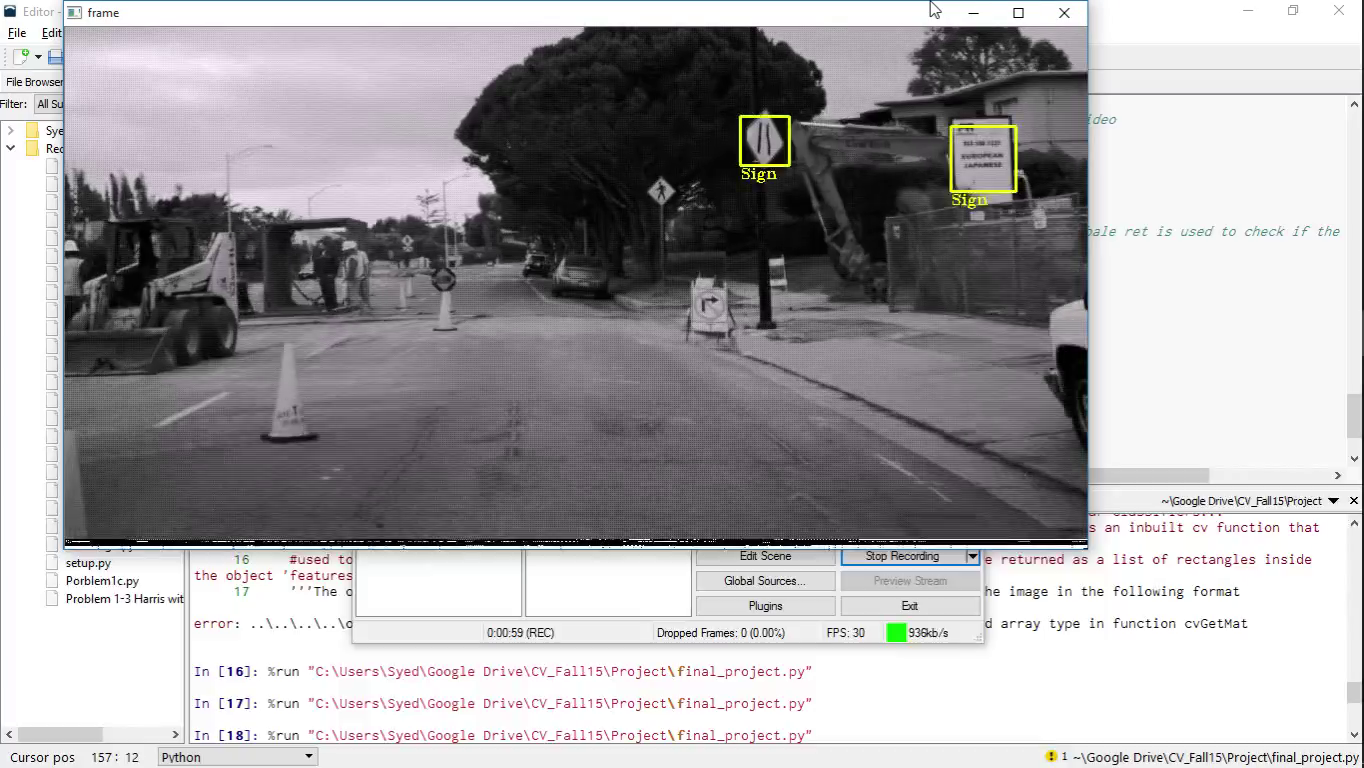 Editor -
frame
File Edit
File Browser
Filter: All Su
Sye
Rec
ideo
Sign
EUROPEAN
JAPANESE
Sign
bale ret is used to check if the
~\Google Drive\CV_Fall15\Project
s an inbuilt cv function that
setup.py
16 #used to
Edit Scene
Stop Recording
e returned as a list of rectangles inside
the object 'features
Porblem1c.py
Global Sources...
Preview Stream
17 '''The o
he image in the following format
Problem 1-3 Harris wit
Plugins
Exit
error: ..\..\..\..\o
d array type in function cvGetMat
0:00:59 (REC)
Dropped Frames: 0 (0.00%)
FPS: 30
936kb/s
In [16]: %run "C:\Users\Syed\Google Drive\CV_Fall15\Project\final_project.py"
In [17]: %run "C:\Users\Syed\Google Drive\CV_Fall15\Project\final_project.py"
In [18]: %run "C:\Users\Syed\Google Drive\CV_Fall15\Project\final_project.py"
Cursor pos 157: 12 Python
1 ~\Google Drive\CV_Fall15\Project\final_project.py